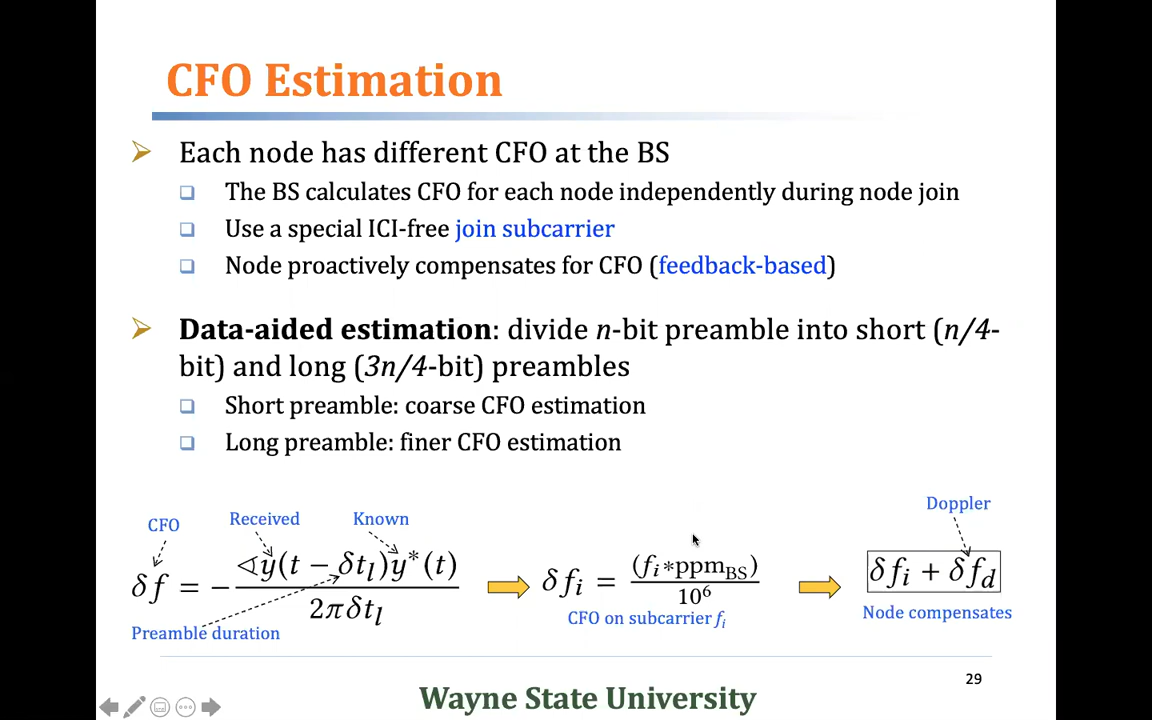 CFO Estimation
Each node has different CFO at the BS
The BS calculates CFO for each node independently during node join
Use a special ICI-free join subcarrier
Node proactively compensates for CFO (feedback-based)
Data-aided estimation: divide n-bit preamble into short (n/4-
bit) and long (3n/4-bit) preambles
Short preamble: coarse CFO estimation
Long preamble: finer CFO estimation
CFO
Received
Known
Doppler
δf = − ∢y(t − δt_l)y*(t) / 2πδt_l
δf_i = (f_i*ppm_BS) / 10^6
δf_i + δf_d
Preamble duration
CFO on subcarrier f_i
Node compensates
29
Wayne State University